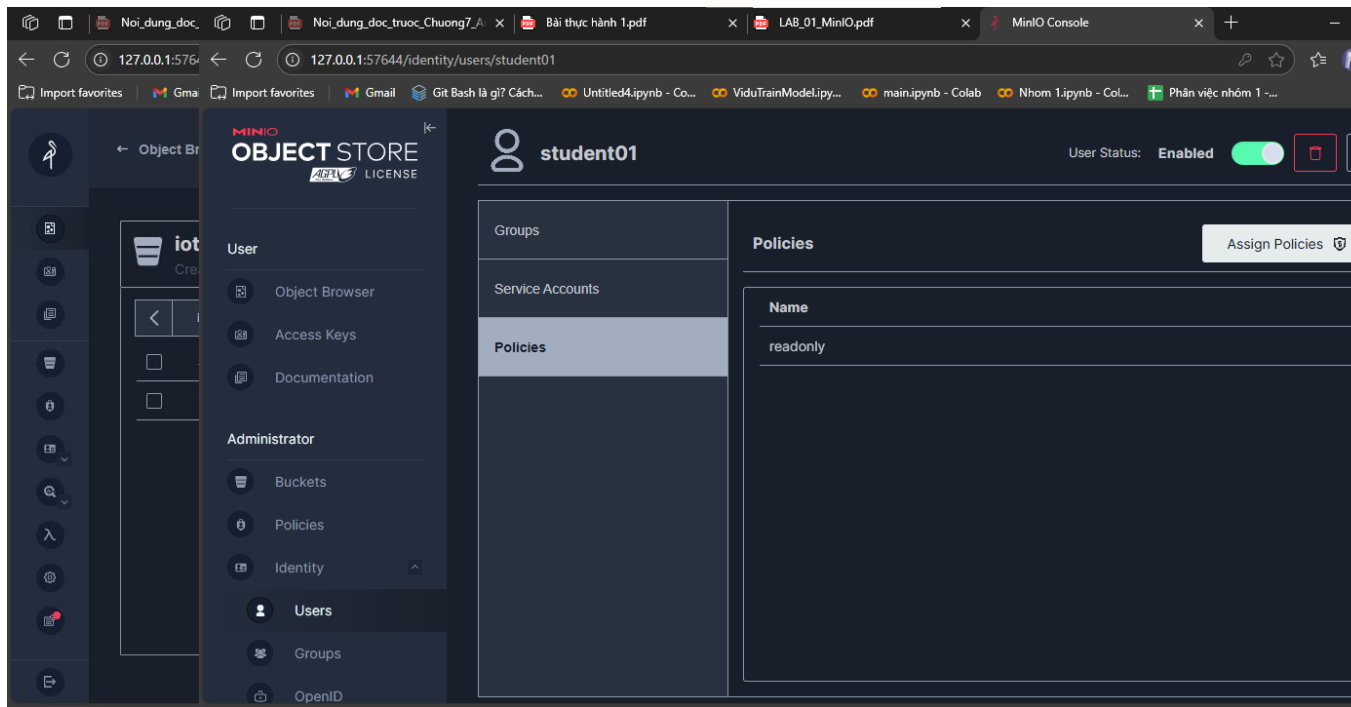 Noi_dung_doc_
Noi_dung_doc_truoc_Chuong7_A
Bài thực hành 1.pdf
LAB_01_MinIO.pdf
MinIO Console
127.0.0.1:5764
127.0.0.1:57644/identity/users/student01
Import favorites
Gmai
Import favorites
Gmail
Git Bash là gì? Cách...
Untitled4.ipynb - Co...
ViduTrainModel.ipy...
main.ipynb - Colab
Nhom 1.ipynb - Col...
Phân việc nhóm 1 -...
← Object Br
iot
Crea
MINIO
OBJECT STORE
AGPLv3 LICENSE
User
Object Browser
Access Keys
Documentation
Administrator
Buckets
Policies
Identity
Users
Groups
OpenID
student01
User Status: Enabled
Groups
Service Accounts
Policies
Policies
Assign Policies
Name
readonly